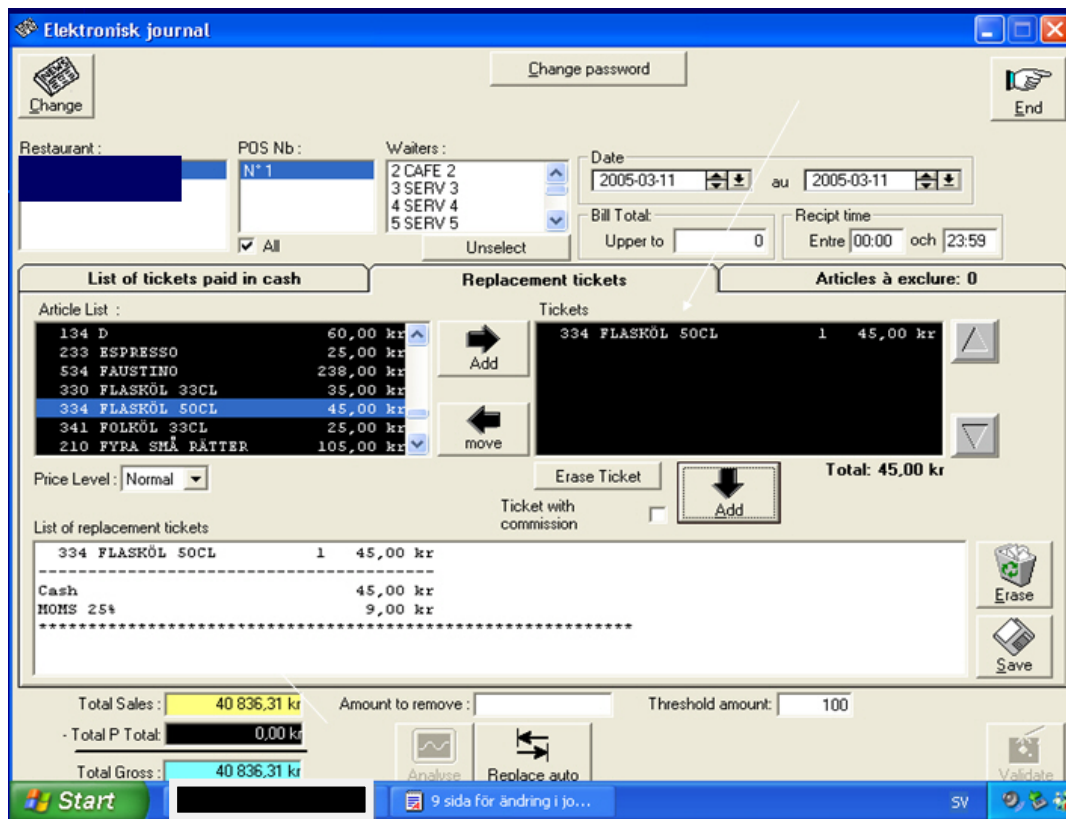 Elektronisk journal
Change password
Change
End
Restaurant :
POS Nb :
N° 1
All
Waiters :
2 CAFE 2
3 SERV 3
4 SERV 4
5 SERV 5
Unselect
Date
2005-03-11 au 2005-03-11
Bill Total:
Upper to 0
Recipt time
Entre 00:00 och 23:59
List of tickets paid in cash
Replacement tickets
Articles à exclure: 0
Article List :
134 D 60,00 kr
233 ESPRESSO 25,00 kr
534 FAUSTINO 238,00 kr
330 FLASKÖL 33CL 35,00 kr
334 FLASKÖL 50CL 45,00 kr
341 FOLKÖL 33CL 25,00 kr
210 FYRA SMÅ RÄTTER 105,00 kr
Add
move
Tickets
334 FLASKÖL 50CL 1 45,00 kr
Price Level : Normal
Erase Ticket
Total: 45,00 kr
Ticket with
commission
Add
List of replacement tickets
334 FLASKÖL 50CL 1 45,00 kr
-----------------------------------------
Cash 45,00 kr
MOMS 25% 9,00 kr
************************************************************
Erase
Save
Total Sales : 40 836,31 kr
Amount to remove :
Threshold amount: 100
- Total P Total: 0,00 kr
Total Gross : 40 836,31 kr
Analyse
Replace auto
Validate
Start
9 sida för ändring i jo...
SV